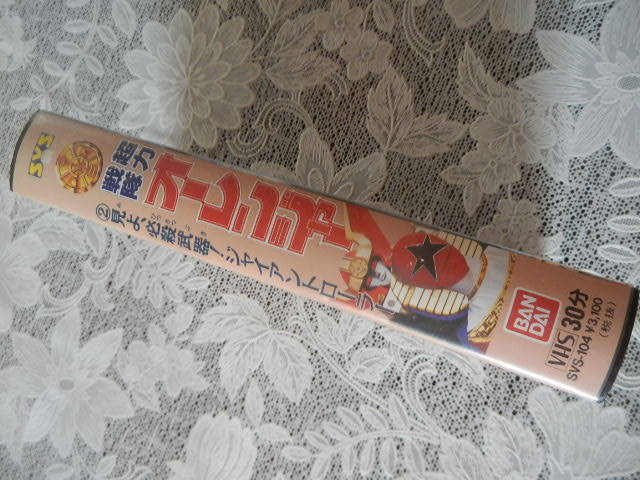 SVS
超力
戦隊
オーレンジャー
②見よ、必殺武器!ジャイアントローラー
BAN
DAI
VHS 30分
SVS-104 ¥3,100
(税抜)